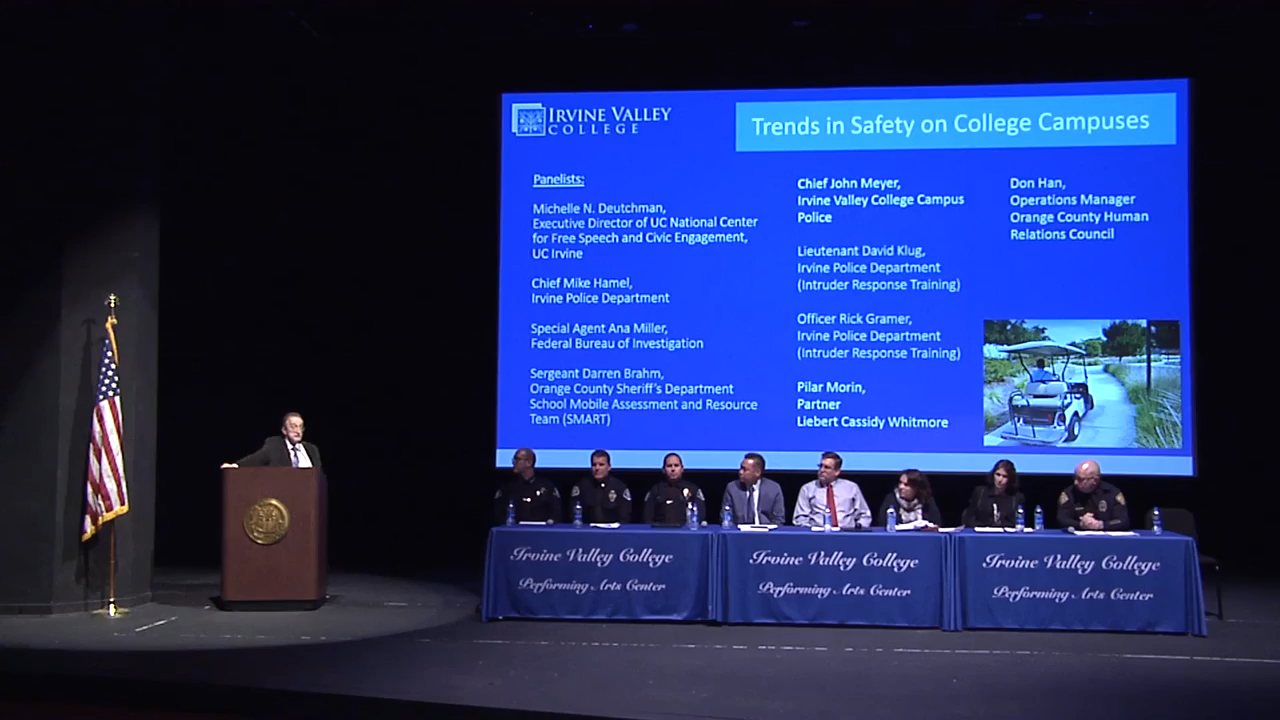 IRVINE VALLEY
COLLEGE
Trends in Safety on College Campuses
Panelists:
Michelle N. Deutchman,
Executive Director of UC National Center
for Free Speech and Civic Engagement,
UC Irvine
Chief Mike Hamel,
Irvine Police Department
Special Agent Ana Miller,
Federal Bureau of Investigation
Sergeant Darren Brahm,
Orange County Sheriff's Department
School Mobile Assessment and Resource
Team (SMART)
Chief John Meyer,
Irvine Valley College Campus
Police
Lieutenant David Klug,
Irvine Police Department
(Intruder Response Training)
Officer Rick Gramer,
Irvine Police Department
(Intruder Response Training)
Pilar Morin,
Partner
Liebert Cassidy Whitmore
Don Han,
Operations Manager
Orange County Human
Relations Council
Irvine Valley College
Performing Arts Center
Irvine Valley College
Performing Arts Center
Irvine Valley College
Performing Arts Center